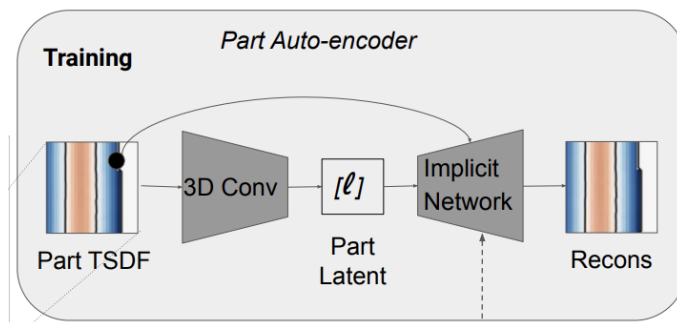 Part Auto-encoder
Training
3D Conv
[ℓ]
Implicit
Network
Part TSDF
Part
Latent
Recons